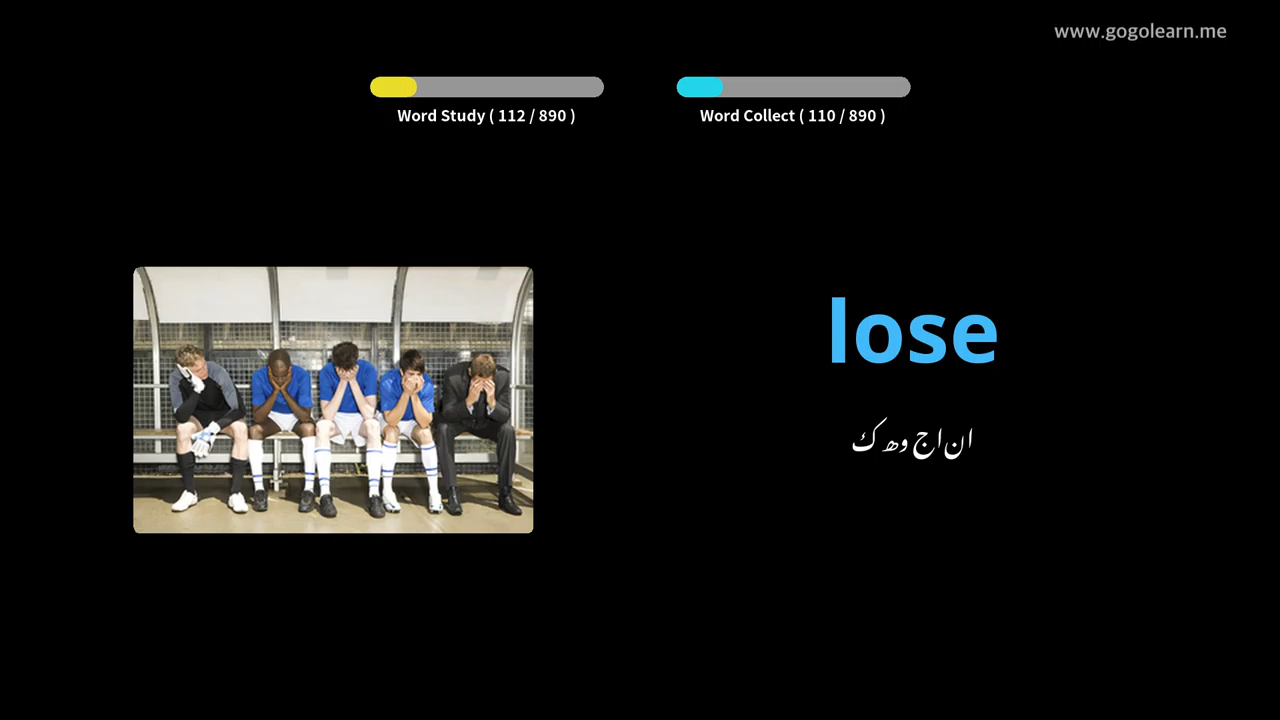 www.gogolearn.me
Word Study ( 112 / 890 )
Word Collect ( 110 / 890 )
lose
ان اج وھ ک